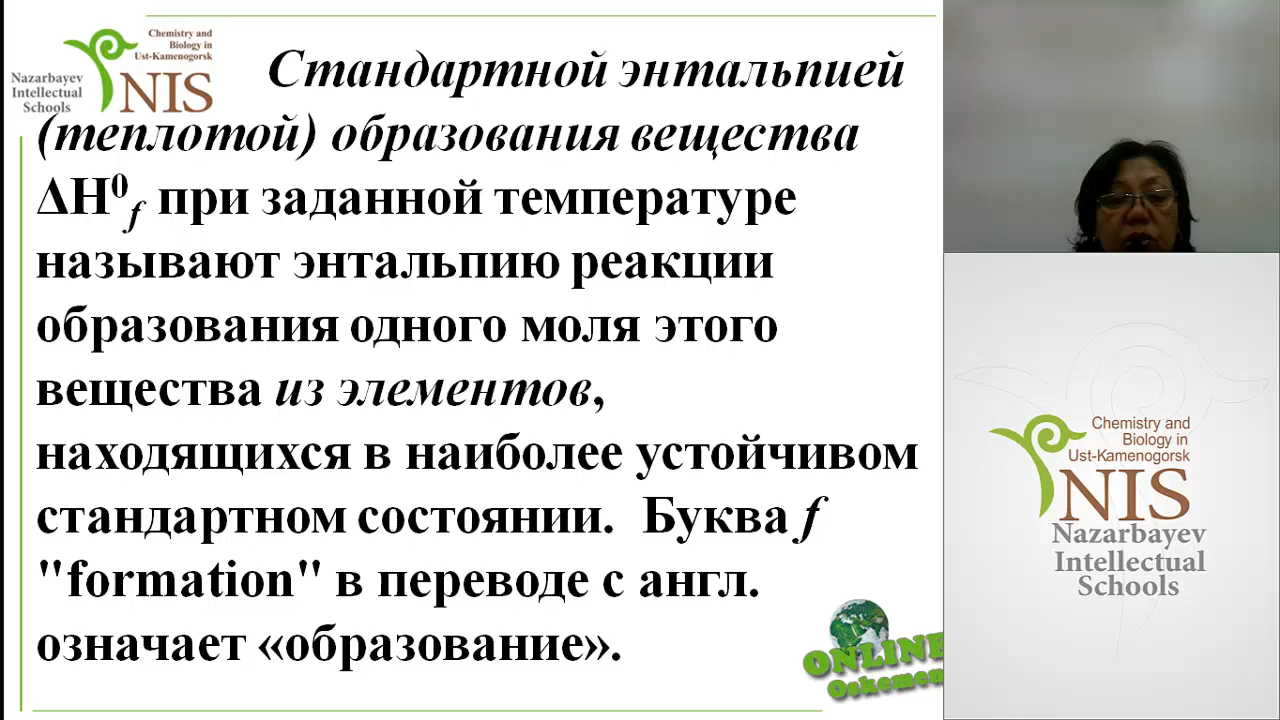 Chemistry and
Biology in
Ust-Kamenogorsk
Nazarbayev
Intellectual
Schools
NIS
Стандартной энтальпией
(теплотой) образования вещества
ΔH⁰f при заданной температуре
называют энтальпию реакции
образования одного моля этого
вещества из элементов,
находящихся в наиболее устойчивом
стандартном состоянии. Буква f
"formation" в переводе с англ.
означает «образование».
ONLINE
Oskemen
Chemistry and
Biology in
Ust-Kamenogorsk
NIS
Nazarbayev
Intellectual
Schools